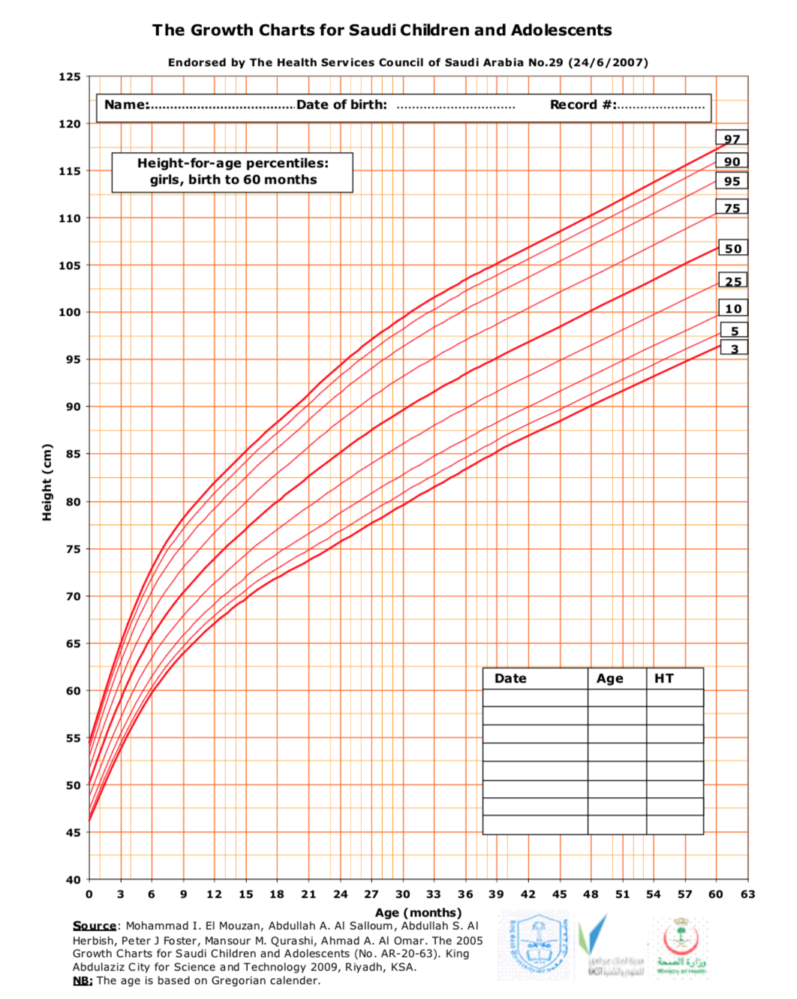 The Growth Charts for Saudi Children and Adolescents
Endorsed by The Health Services Council of Saudi Arabia No.29 (24/6/2007)
Name:.................................... Date of birth: ............................ Record #:.......................
Height-for-age percentiles:
girls, birth to 60 months
125
120
115
110
105
100
95
90
85
80
75
70
65
60
55
50
45
40
Height (cm)
97
90
95
75
50
25
10
5
3
Date Age HT
0 3 6 9 12 15 18 21 24 27 30 33 36 39 42 45 48 51 54 57 60 63
Age (months)
Source: Mohammad I. El Mouzan, Abdullah A. Al Salloum, Abdullah S. Al
Herbish, Peter J Foster, Mansour M. Qurashi, Ahmad A. Al Omar. The 2005
Growth Charts for Saudi Children and Adolescents (No. AR-20-63). King
Abdulaziz City for Science and Technology 2009, Riyadh, KSA.
NB: The age is based on Gregorian calender.
وزارة الصحة
Ministry of Health